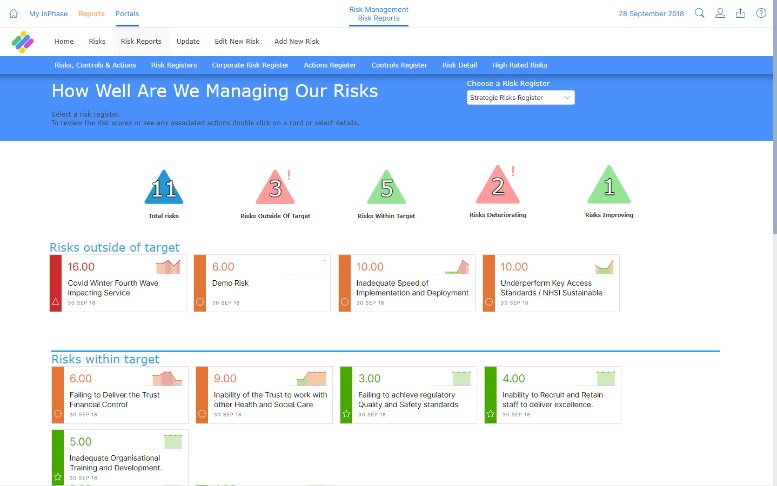 My InPhase Reports Portals
Risk Management
Risk Reports
28 September 2018
Home Risks Risk Reports Update Edit New Risk Add New Risk
Risks, Controls & Actions Risk Registers Corporate Risk Register Actions Register Controls Register Risk Detail High Rated Risks
How Well Are We Managing Our Risks
Choose a Risk Register
Strategic Risks Register
Select a risk register.
To review the risk scores or see any associated actions double click on a card or select details.
11 3 ! 5 2 ! 1
Total risks Risks Outside Of Target Risks Within Target Risks Deteriorating Risks Improving
Risks outside of target
16.00
Covid Winter Fourth Wave
Impacting Service
30 SEP 18
6.00
Demo Risk
30 SEP 18
10.00
Inadequate Speed of
Implementation and Deployment
30 SEP 18
10.00
Underperform Key Access
Standards / NHSI Sustainable
30 SEP 18
Risks within target
6.00
Failing to Deliver the Trust
Financial Control
30 SEP 18
9.00
Inability of the Trust to work with
other Health and Social Care
30 SEP 18
3.00
Failing to achieve regulatory
Quality and Safety standards
30 SEP 18
4.00
Inability to Recruit and Retain
staff to deliver excellence.
30 SEP 18
5.00
Inadequate Organisational
Training and Development.
30 SEP 18